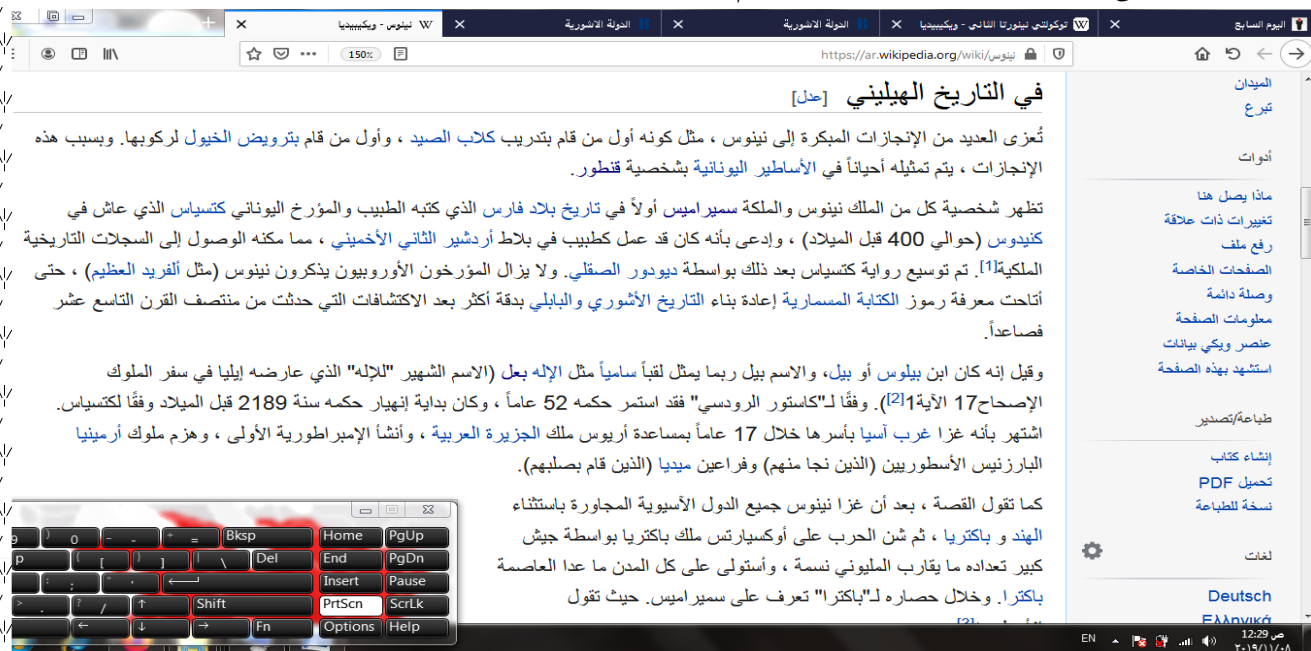 اليوم السابع
توكولتي نينورتا الثاني - ويكيبيديا
الدولة الاشورية
الدولة الاشورية
نينوس - ويكيبيديا
https://ar.wikipedia.org/wiki/نينوس
150%
الميدان
تبرع
أدوات
ماذا يصل هنا
تغييرات ذات علاقة
رفع ملف
الصفحات الخاصة
وصلة دائمة
معلومات الصفحة
عنصر ويكي بيانات
استشهد بهذه الصفحة
طباعة/تصدير
إنشاء كتاب
تحميل PDF
نسخة للطباعة
لغات
Deutsch
Ελληνικά
في التاريخ الهيليني [عدل]
تُعزى العديد من الإنجازات المبكرة إلى نينوس ، مثل كونه أول من قام بتدريب كلاب الصيد ، وأول من قام بترويض الخيول لركوبها. وبسبب هذه
الإنجازات ، يتم تمثيله أحياناً في الأساطير اليونانية بشخصية قنطور.
تظهر شخصية كل من الملك نينوس والملكة سميراميس أولاً في تاريخ بلاد فارس الذي كتبه الطبيب والمؤرخ اليوناني كتسياس الذي عاش في
كنيدوس (حوالي 400 قبل الميلاد) ، وإدعى بأنه كان قد عمل كطبيب في بلاط أردشير الثاني الأخميني ، مما مكنه الوصول إلى السجلات التاريخية
الملكية[1]. تم توسيع رواية كتسياس بعد ذلك بواسطة ديودور الصقلي. ولا يزال المؤرخون الأوروبيون يذكرون نينوس (مثل ألفريد العظيم) ، حتى
أتاحت معرفة رموز الكتابة المسمارية إعادة بناء التاريخ الأشوري والبابلي بدقة أكثر بعد الاكتشافات التي حدثت من منتصف القرن التاسع عشر
فصاعداً.
وقيل إنه كان ابن بيلوس أو بيل، والاسم بيل ربما يمثل لقباً سامياً مثل الإله بعل (الاسم الشهير "للإله" الذي عارضه إيليا في سفر الملوك
الإصحاح17 الآية1[2]). وفقًا لـ"كاستور الرودسي" فقد استمر حكمه 52 عاماً ، وكان بداية إنهيار حكمه سنة 2189 قبل الميلاد وفقًا لكتسياس.
اشتهر بأنه غزا غرب آسيا بأسرها خلال 17 عاماً بمساعدة أريوس ملك الجزيرة العربية ، وأنشأ الإمبراطورية الأولى ، وهزم ملوك أرمينيا
البارزنيس الأسطوريين (الذين نجا منهم) وفراعين ميديا (الذين قام بصلبهم).
كما تقول القصة ، بعد أن غزا نينوس جميع الدول الآسيوية المجاورة باستثناء
الهند و باكتريا ، ثم شن الحرب على أوكسيارتس ملك باكتريا بواسطة جيش
كبير تعداده ما يقارب المليوني نسمة ، وأستولى على كل المدن ما عدا العاصمة
باكترا. وخلال حصاره لـ"باكترا" تعرف على سميراميس. حيث تقول
9 ) 0 _ - + = Bksp Home PgUp
p { [ } ] | \ Del End PgDn
: ; " ' Insert Pause
> . ? / ↑ Shift PrtScn ScrLk
← ↓ → Fn Options Help
EN
12:29 ص
٢٠١٩/١١/٠٨